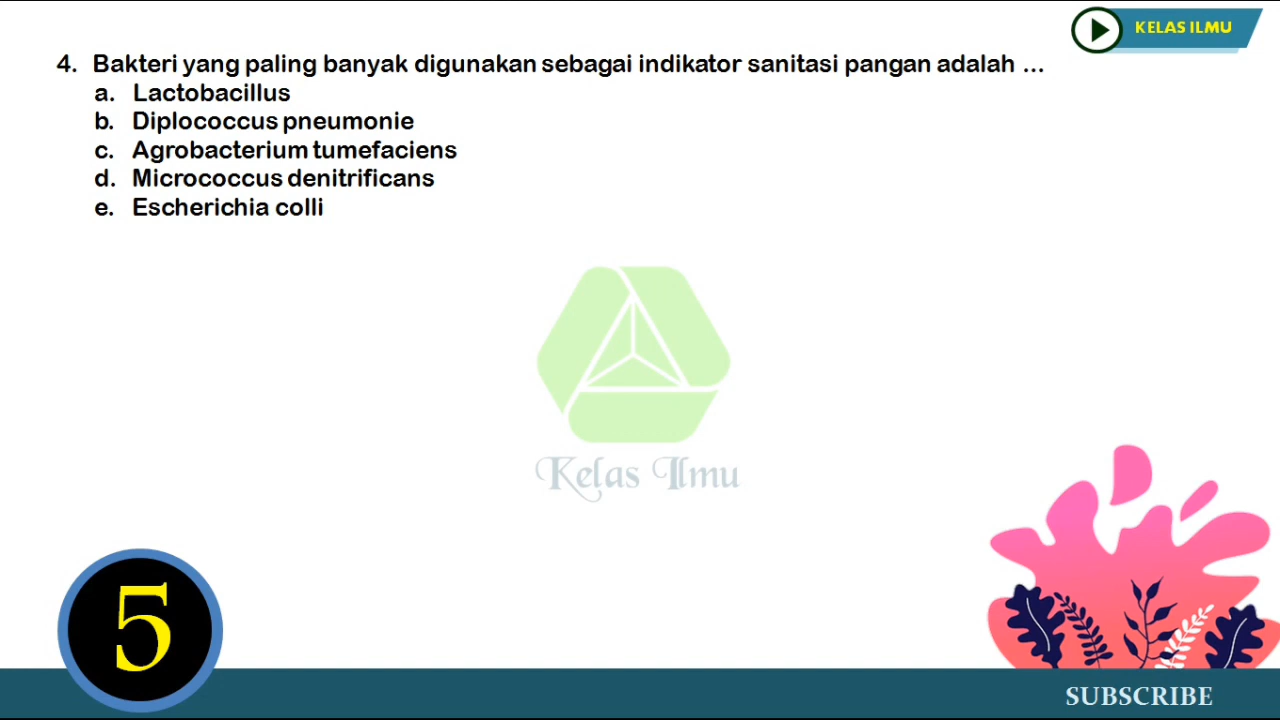 KELAS ILMU
4. Bakteri yang paling banyak digunakan sebagai indikator sanitasi pangan adalah ...
a. Lactobacillus
b. Diplococcus pneumonie
c. Agrobacterium tumefaciens
d. Micrococcus denitrificans
e. Escherichia colli
Kelas Ilmu
5
SUBSCRIBE